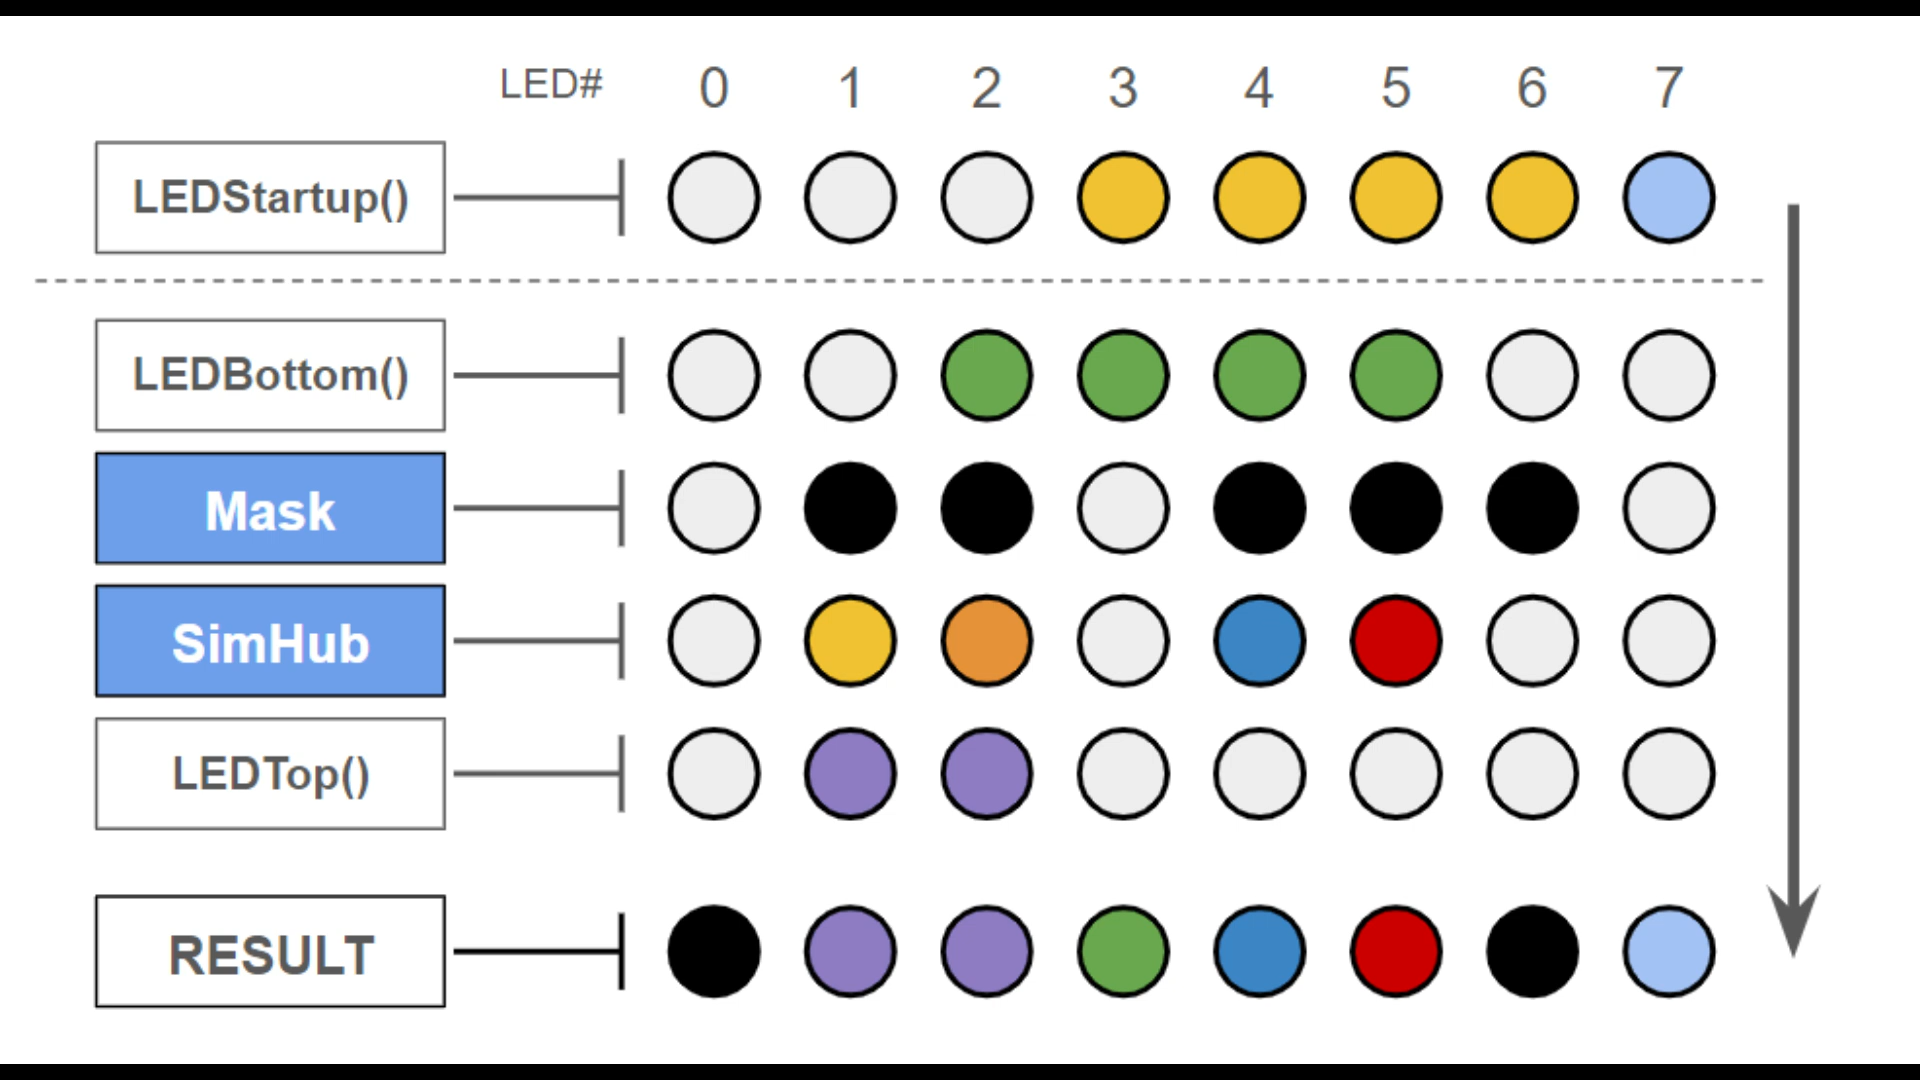 LED# 0 1 2 3 4 5 6 7
LEDStartup()
LEDBottom()
Mask
SimHub
LEDTop()
RESULT